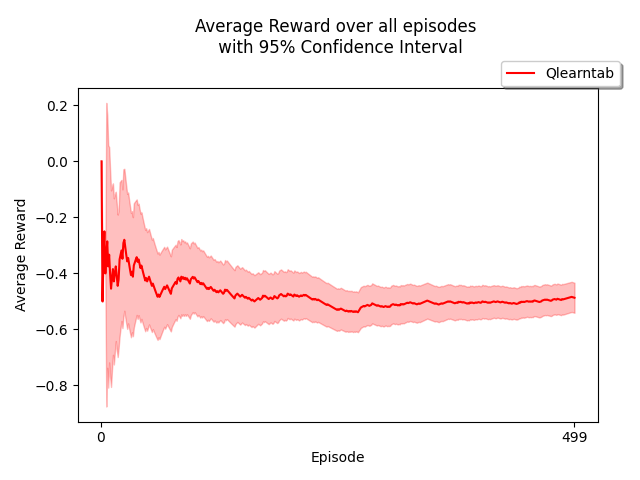 Average Reward over all episodes
with 95% Confidence Interval
Qlearntab
0.2
0.0
−0.2
−0.4
−0.6
−0.8
Average Reward
0
499
Episode